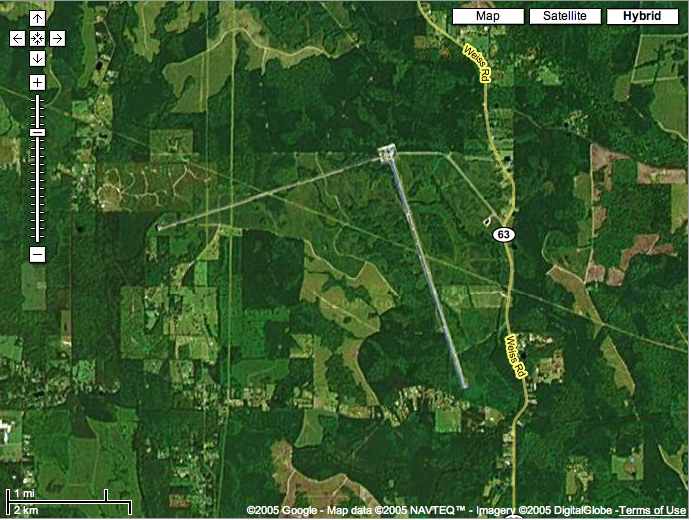 Map Satellite Hybrid
Weiss Rd
63
Weiss Rd
1 mi
2 km
©2005 Google - Map data ©2005 NAVTEQ™ - Imagery ©2005 DigitalGlobe -Terms of Use